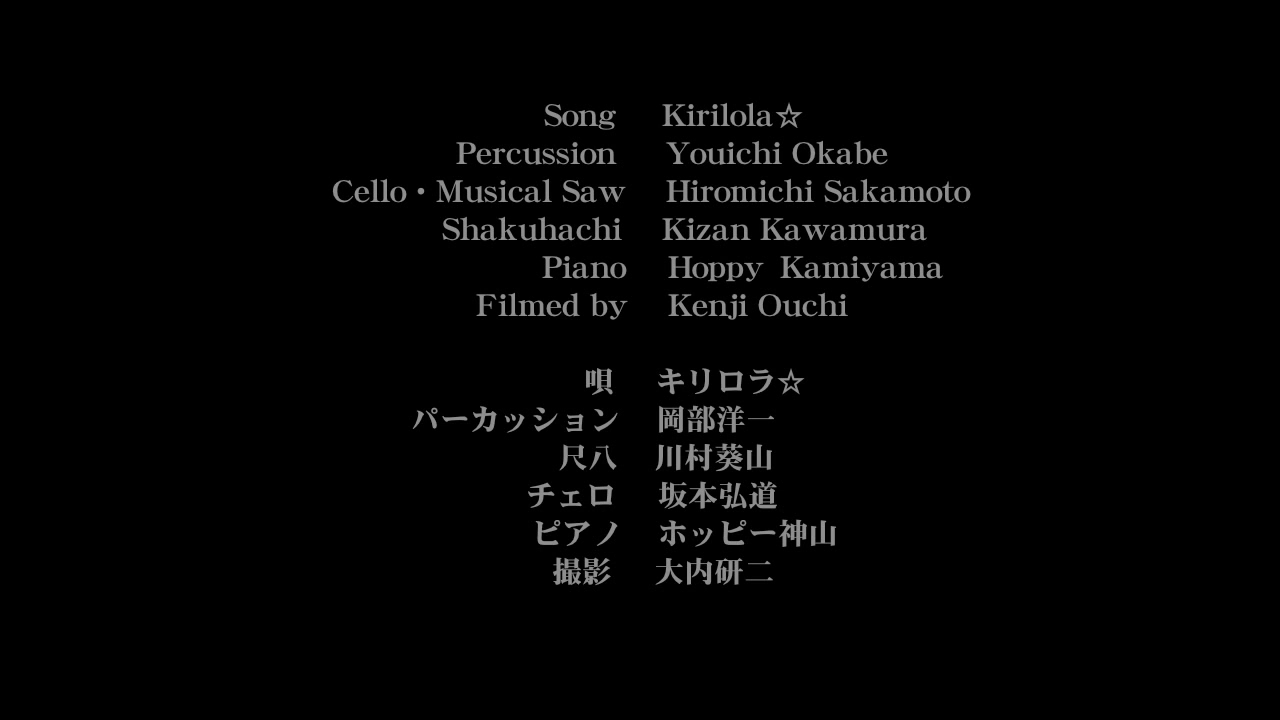 Song Kirilola☆
Percussion Youichi Okabe
Cello・Musical Saw Hiromichi Sakamoto
Shakuhachi Kizan Kawamura
Piano Hoppy Kamiyama
Filmed by Kenji Ouchi
唄 キリロラ☆
パーカッション 岡部洋一
尺八 川村葵山
チェロ 坂本弘道
ピアノ ホッピー神山
撮影 大内研二